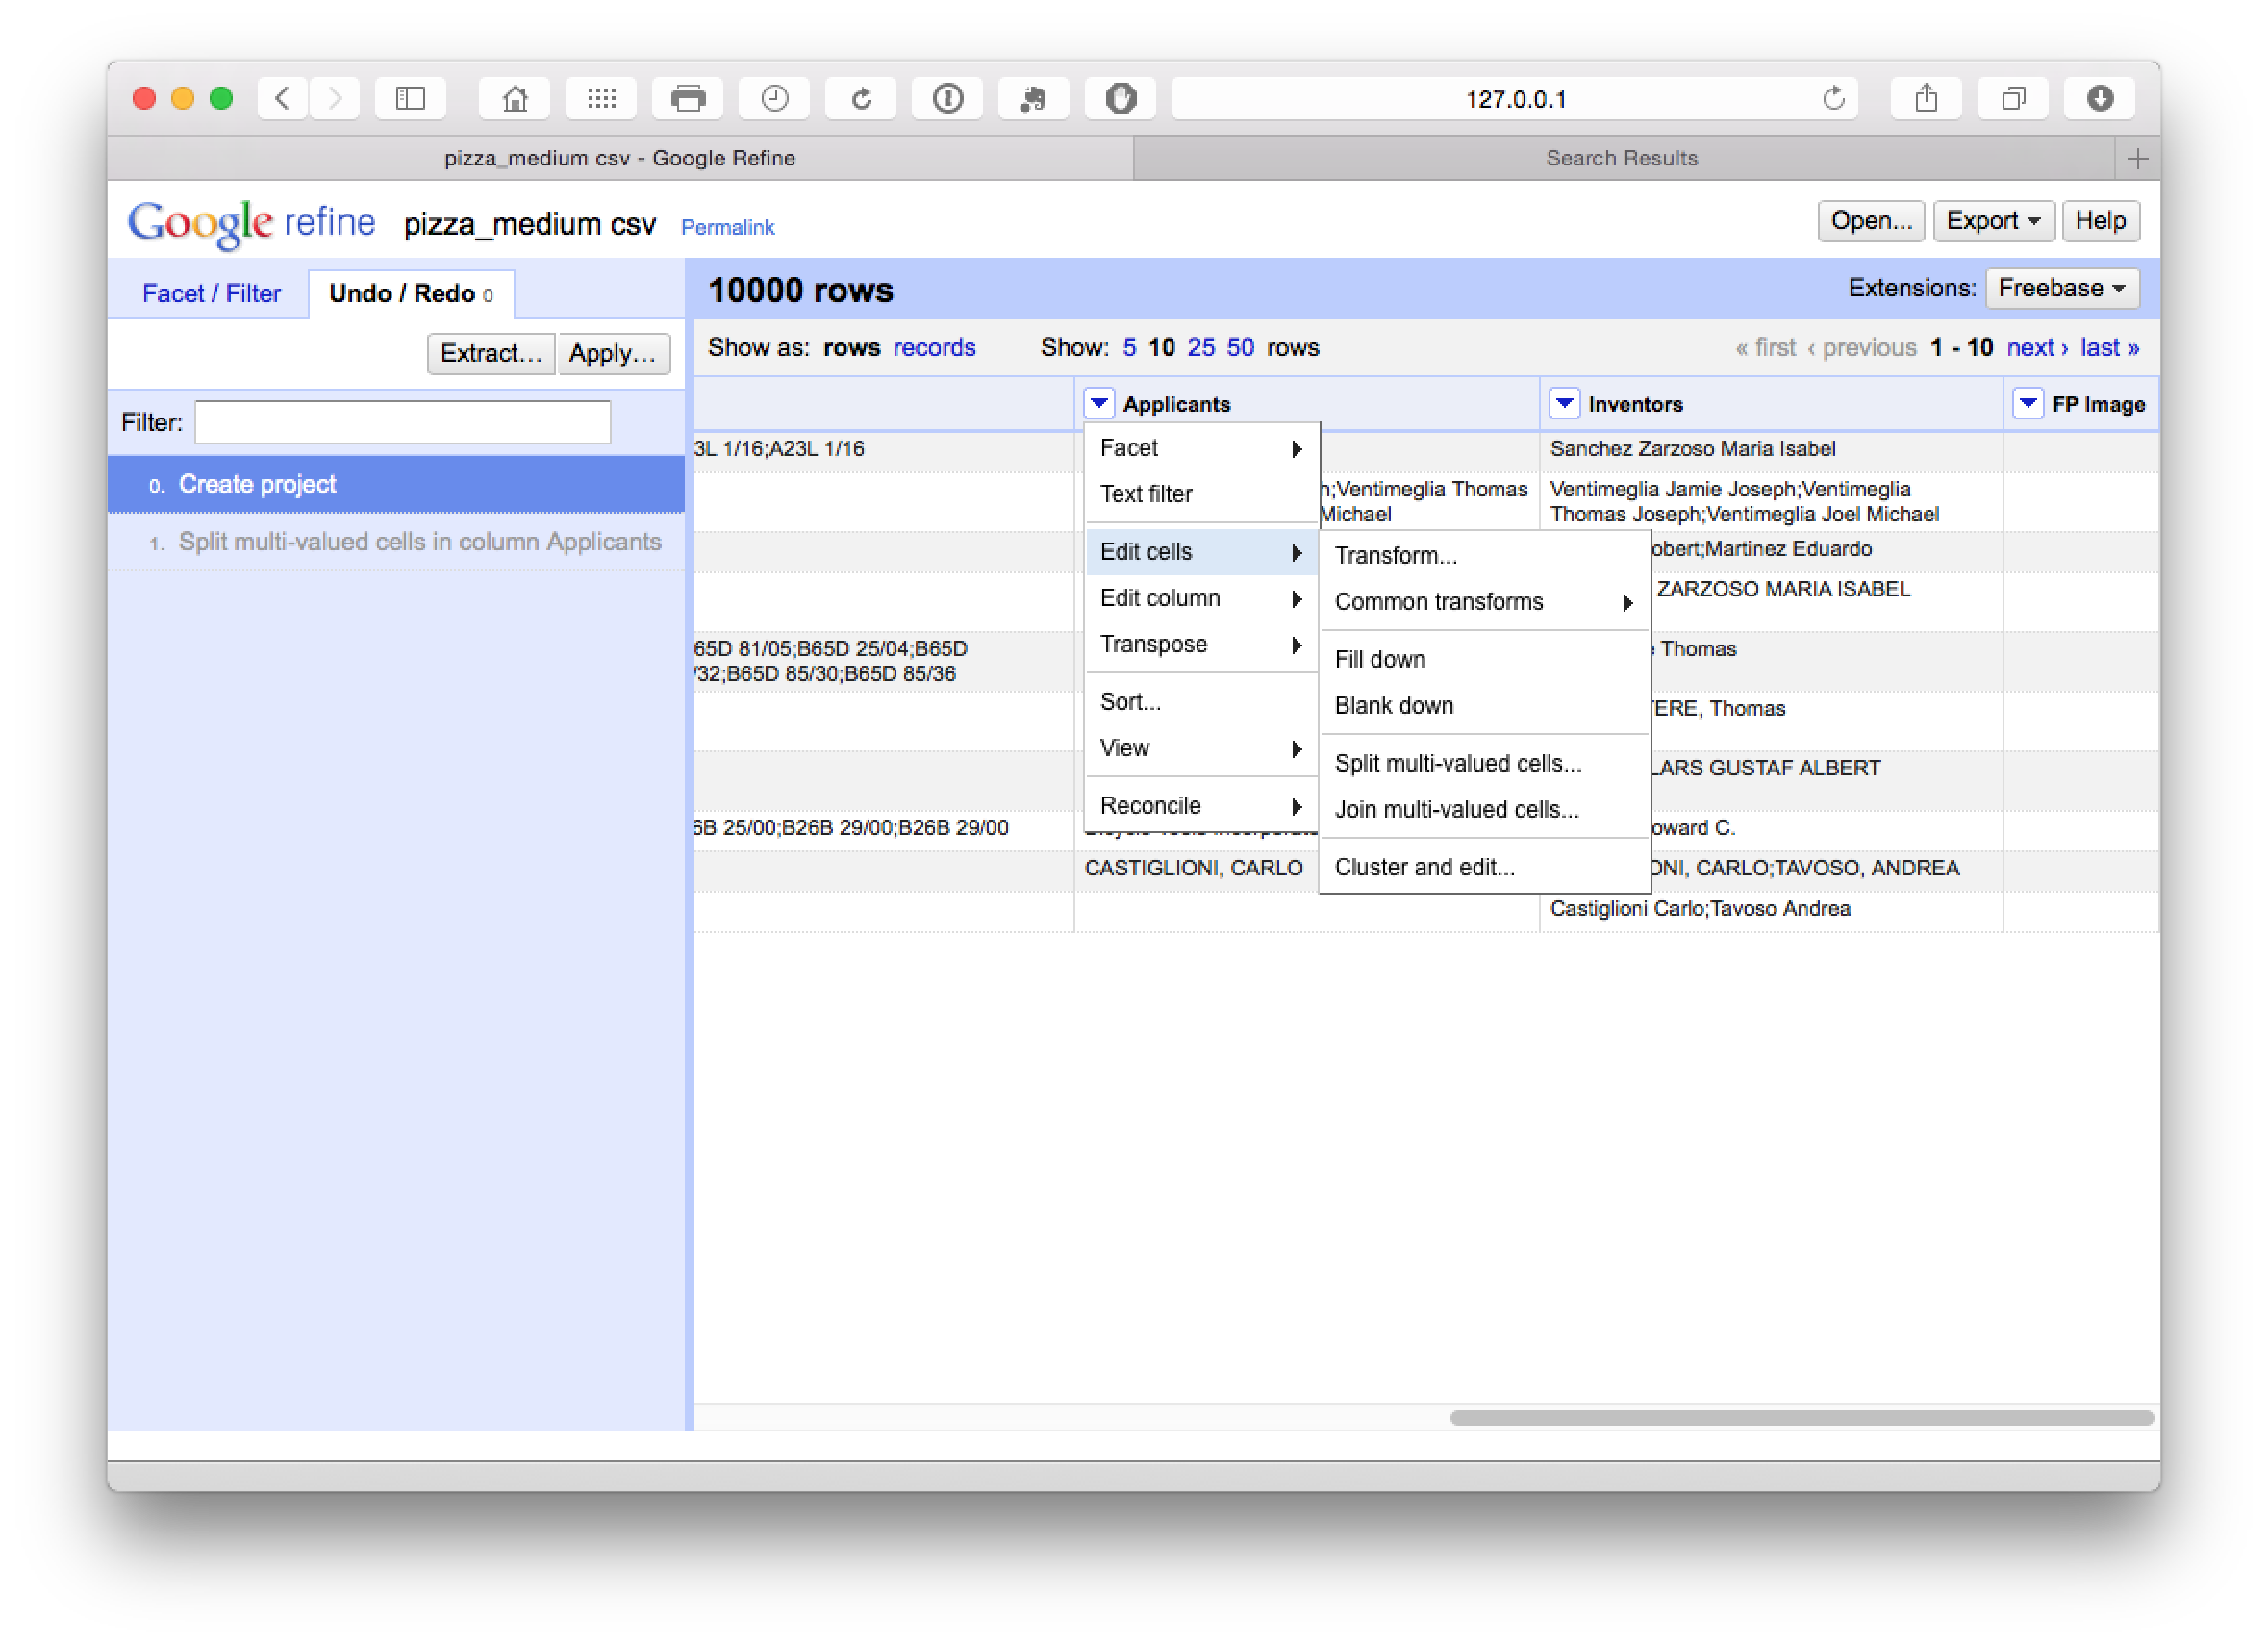 127.0.0.1
pizza_medium csv - Google Refine
Search Results
Google refine pizza_medium csv Permalink
Open... Export Help
Facet / Filter Undo / Redo 0
10000 rows
Extensions: Freebase
Extract... Apply...
Show as: rows records Show: 5 10 25 50 rows
« first ‹ previous 1 - 10 next › last »
Filter:
0. Create project
1. Split multi-valued cells in column Applicants
Applicants Inventors FP Image
3L 1/16;A23L 1/16
Sanchez Zarzoso Maria Isabel
h;Ventimeglia Thomas
Michael
Ventimeglia Jamie Joseph;Ventimeglia
Thomas Joseph;Ventimeglia Joel Michael
obert;Martinez Eduardo
ZARZOSO MARIA ISABEL
65D 81/05;B65D 25/04;B65D
/32;B65D 85/30;B65D 85/36
Thomas
ERE, Thomas
LARS GUSTAF ALBERT
6B 25/00;B26B 29/00;B26B 29/00
oward C.
CASTIGLIONI, CARLO
ONI, CARLO;TAVOSO, ANDREA
Castiglioni Carlo;Tavoso Andrea
Facet
Text filter
Edit cells
Edit column
Transpose
Sort...
View
Reconcile
Transform...
Common transforms
Fill down
Blank down
Split multi-valued cells...
Join multi-valued cells...
Cluster and edit...